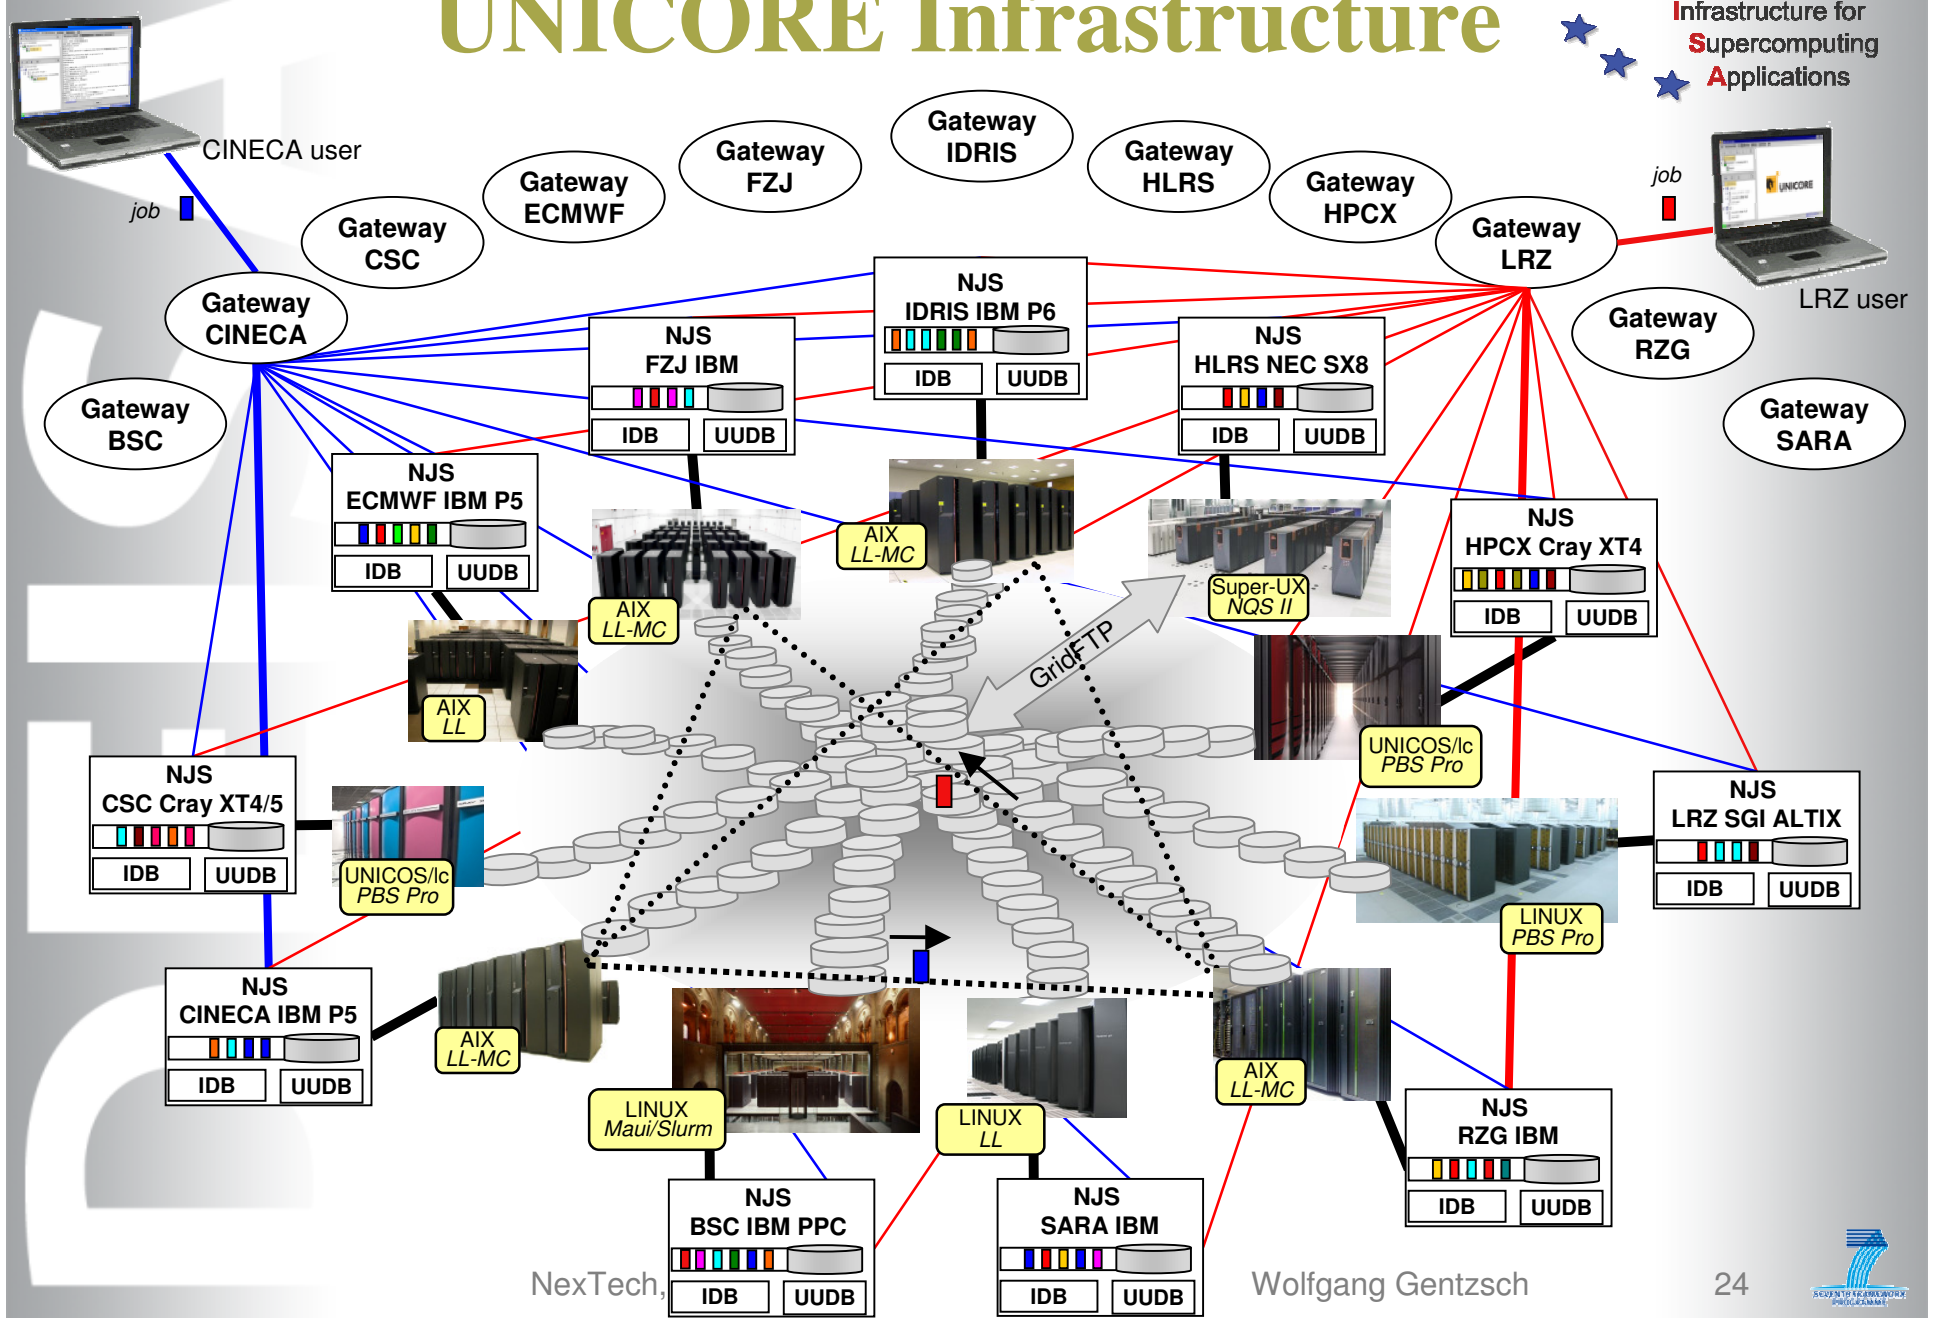 UNICORE Infrastructure
Infrastructure for
Supercomputing
Applications
CINECA user
job
job
LRZ user
UNICORE
Gateway
BSC
Gateway
CINECA
Gateway
CSC
Gateway
ECMWF
Gateway
FZJ
Gateway
IDRIS
Gateway
HLRS
Gateway
HPCX
Gateway
LRZ
Gateway
RZG
Gateway
SARA
NJS
IDRIS IBM P6
IDB
UUDB
NJS
FZJ IBM
IDB
UUDB
NJS
HLRS NEC SX8
IDB
UUDB
NJS
ECMWF IBM P5
IDB
UUDB
NJS
HPCX Cray XT4
IDB
UUDB
AIX
LL-MC
AIX
LL-MC
Super-UX
NQS II
GridFTP
AIX
LL
UNICOS/lc
PBS Pro
NJS
CSC Cray XT4/5
IDB
UUDB
UNICOS/lc
PBS Pro
NJS
LRZ SGI ALTIX
IDB
UUDB
LINUX
PBS Pro
NJS
CINECA IBM P5
IDB
UUDB
AIX
LL-MC
LINUX
Maui/Slurm
LINUX
LL
AIX
LL-MC
NJS
RZG IBM
IDB
UUDB
NJS
BSC IBM PPC
IDB
UUDB
NJS
SARA IBM
IDB
UUDB
NexTech,
Wolfgang Gentzsch
24
SEVENTH FRAMEWORK
PROGRAMME